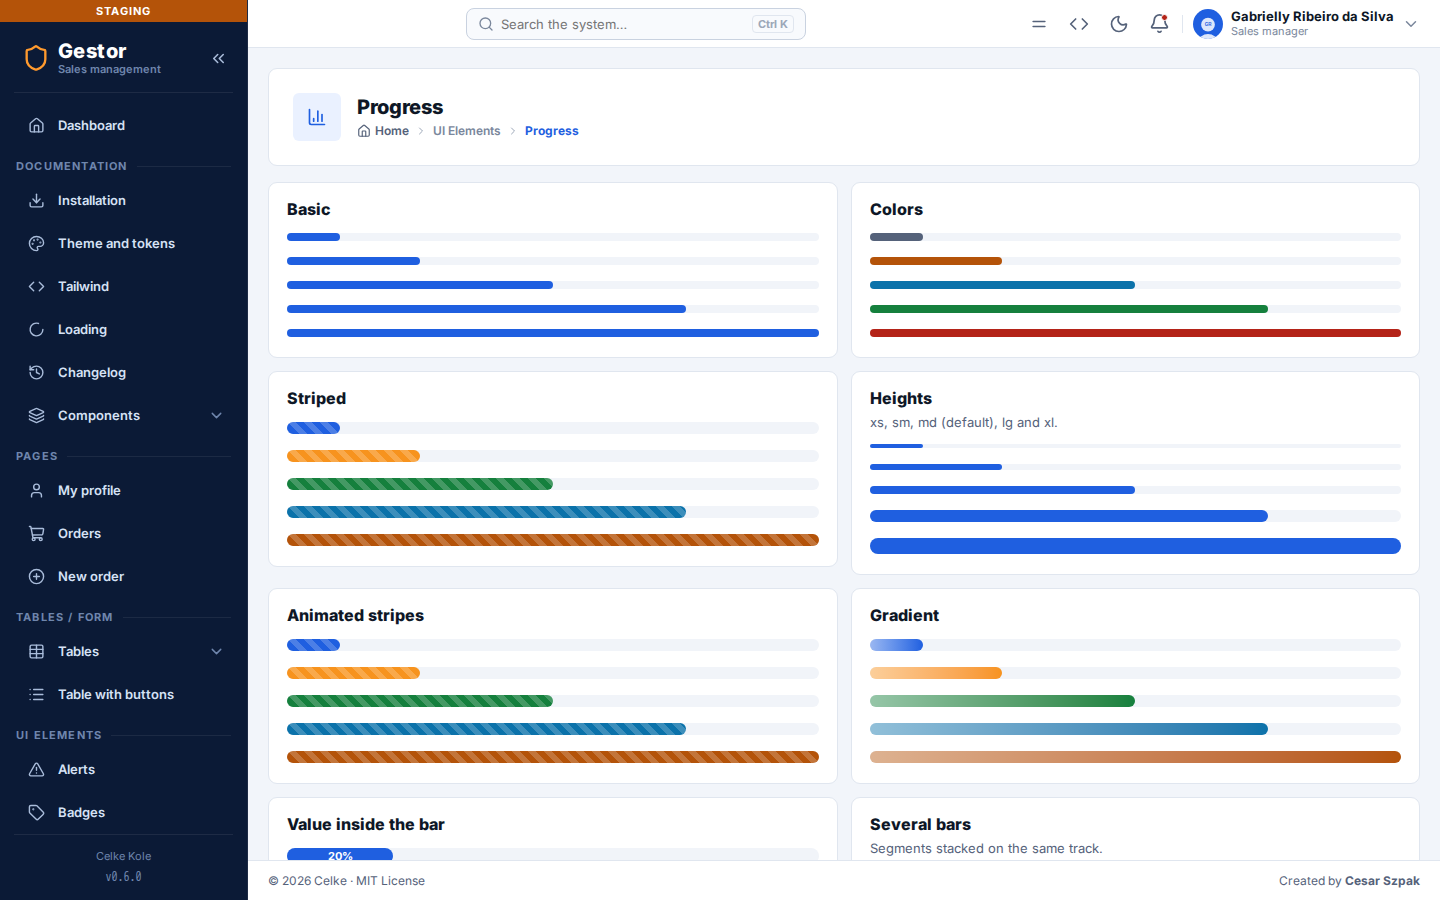 STAGING
Gestor
Sales management
Dashboard
DOCUMENTATION
Installation
Theme and tokens
Tailwind
Loading
Changelog
Components
PAGES
My profile
Orders
New order
TABLES / FORM
Tables
Table with buttons
UI ELEMENTS
Alerts
Badges
Celke Kole
v0.6.0
Search the system...
Ctrl K
GR
Gabrielly Ribeiro da Silva
Sales manager
Progress
Home
UI Elements
Progress
Basic
Colors
Striped
Heights
xs, sm, md (default), lg and xl.
Animated stripes
Gradient
Value inside the bar
20%
Several bars
Segments stacked on the same track.
© 2026 Celke · MIT License
Created by Cesar Szpak